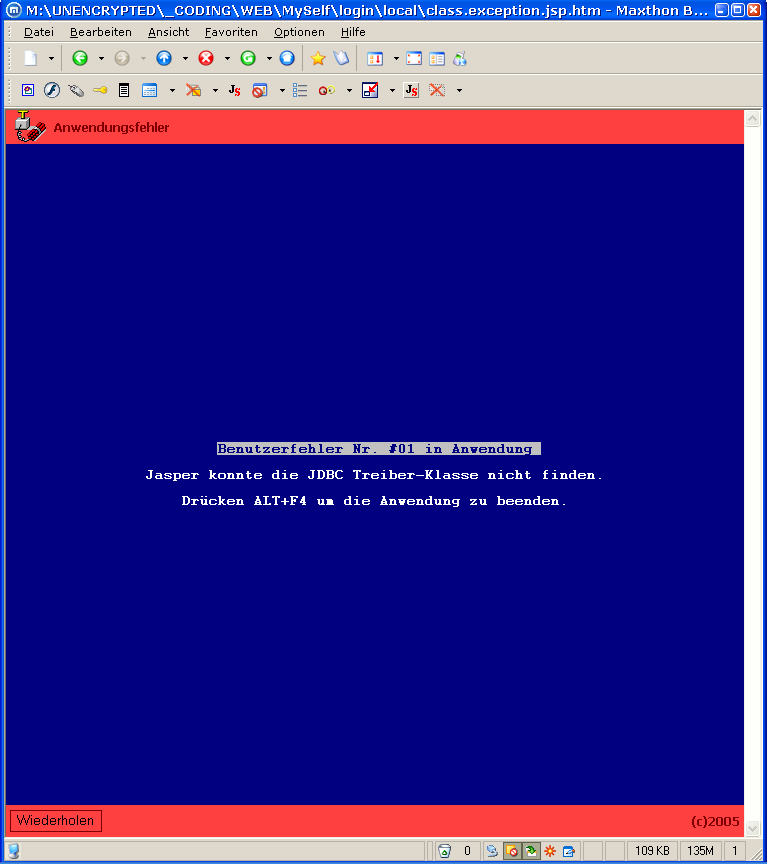 M:\UNENCRYPTED\_CODING\WEB\MySelf\login\local\class.exception.jsp.htm - Maxthon B...
Datei Bearbeiten Ansicht Favoriten Optionen Hilfe
Anwendungsfehler
Benutzerfehler Nr. #01 in Anwendung
Jasper konnte die JDBC Treiber-Klasse nicht finden.
Drücken ALT+F4 um die Anwendung zu beenden.
Wiederholen (c)2005
0 109 KB 135M 1